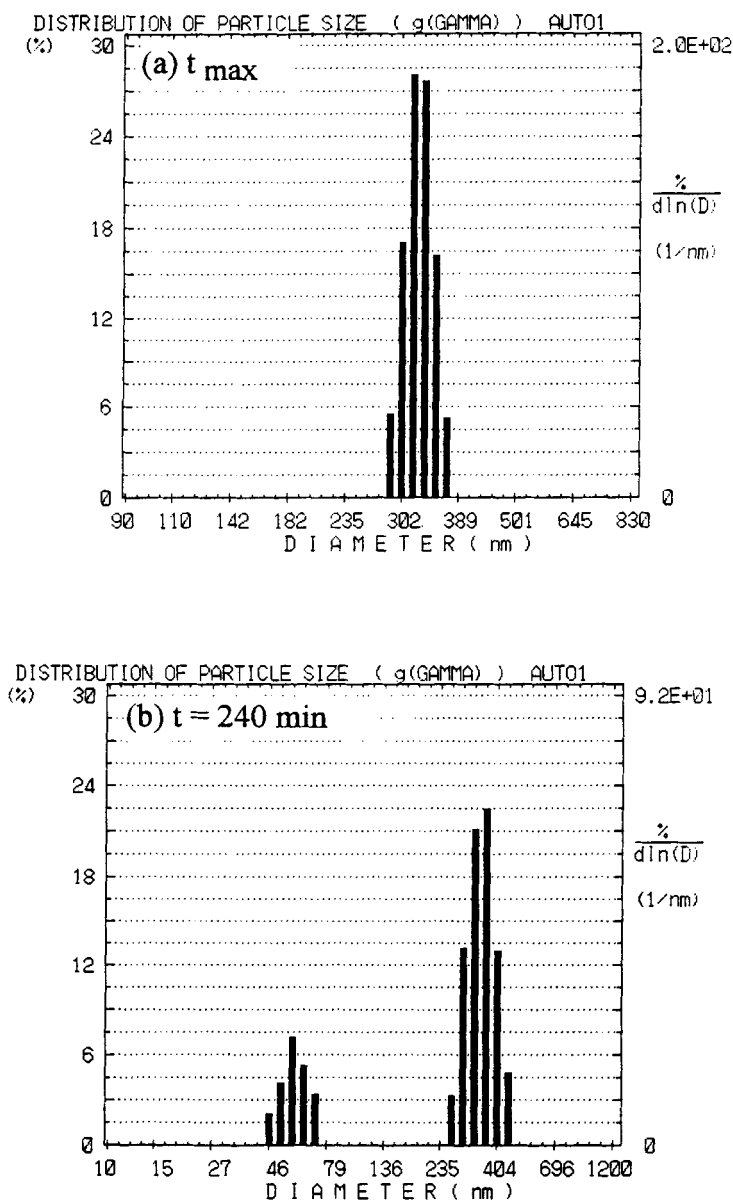 DISTRIBUTION OF PARTICLE SIZE ( g(GAMMA) ) AUTO1
(%)
30
24
18
12
6
0
(a) t max
2.0E+02
%
dln(D)
(1/nm)
0
90 110 142 182 235 302 389 501 645 830
DIAMETER (nm)
DISTRIBUTION OF PARTICLE SIZE ( g(GAMMA) ) AUTO1
(%)
30
24
18
12
6
0
(b) t = 240 min
9.2E+01
%
dln(D)
(1/nm)
0
10 15 27 46 79 136 235 404 696 1200
DIAMETER (nm)